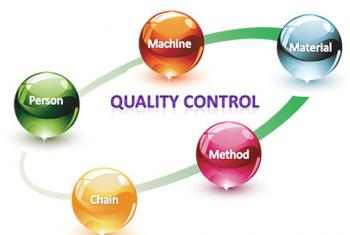 Machine
Material
Person
QUALITY CONTROL
Method
Chain